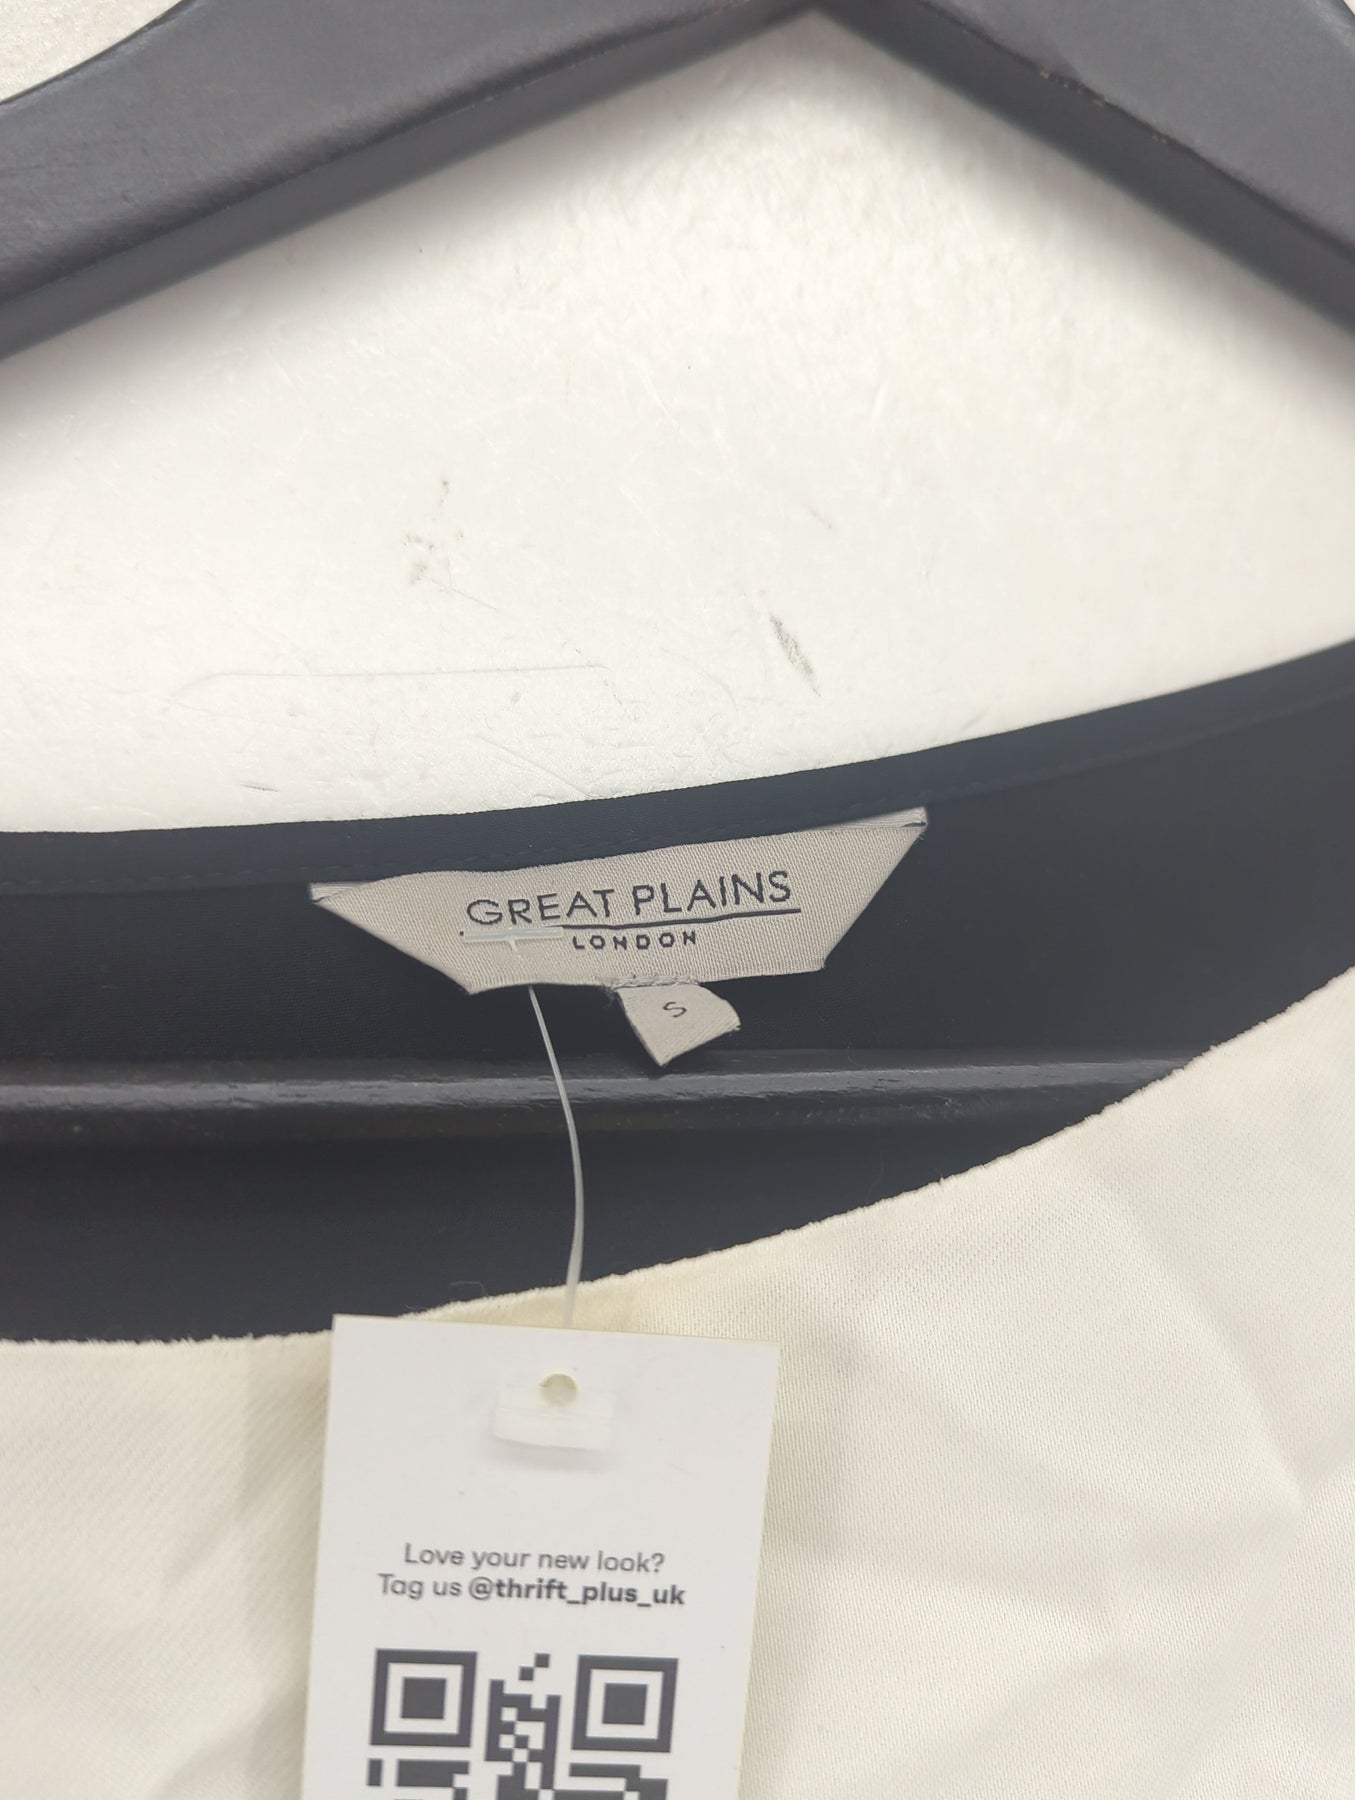 GREAT PLAINS
LONDON
S
Love your new look?
Tag us @thrift_plus_uk